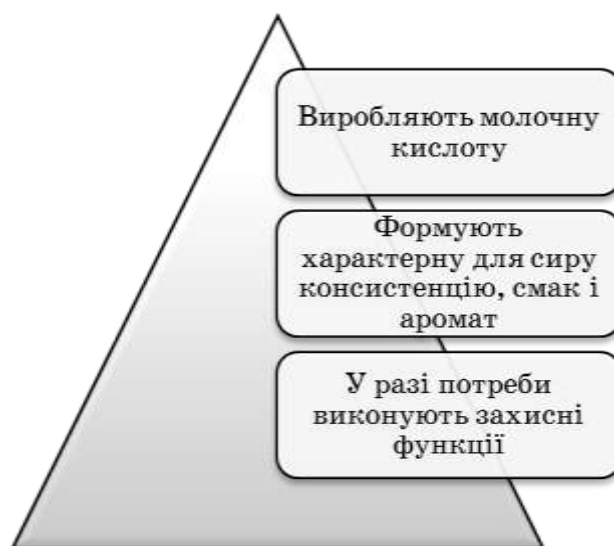 Виробляють молочну
кислоту
Формують
характерну для сиру
консистенцію, смак і
аромат
У разі потреби
виконують захисні
функції